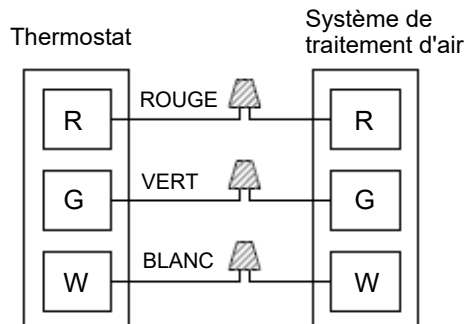 Thermostat
Système de
traitement d'air
R
ROUGE
R
G
VERT
G
W
BLANC
W